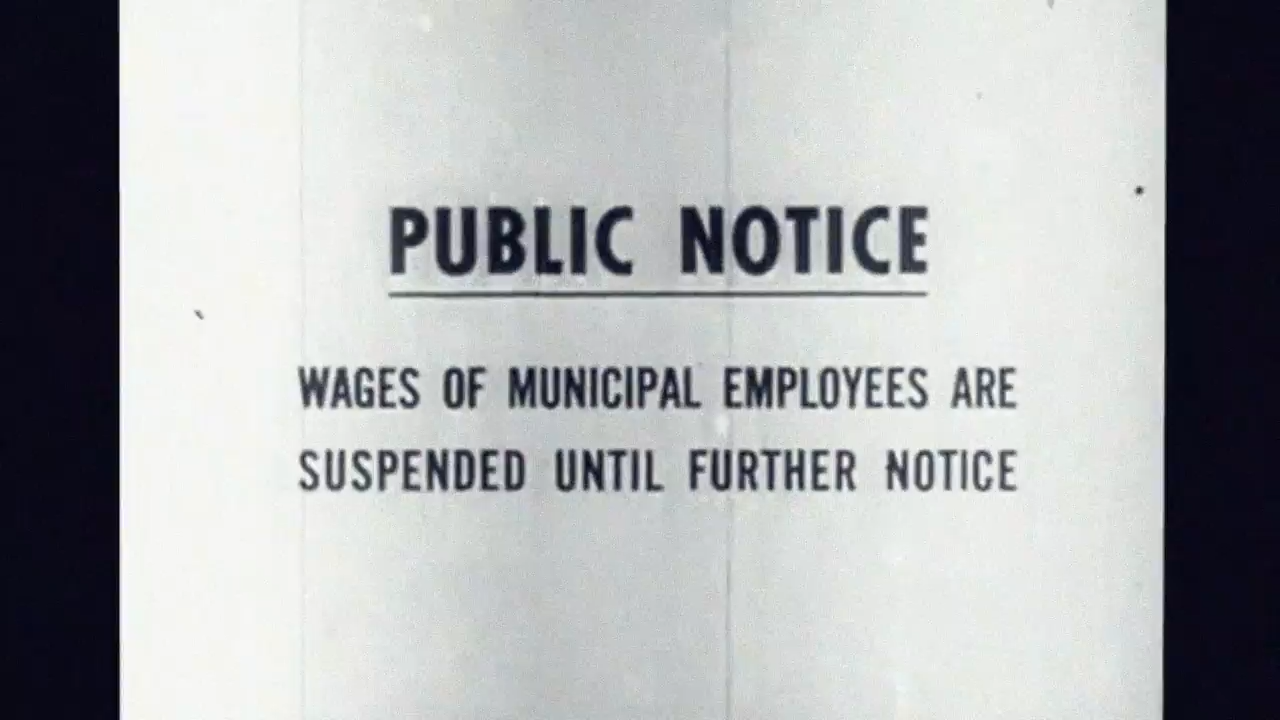 PUBLIC NOTICE
WAGES OF MUNICIPAL EMPLOYEES ARE
SUSPENDED UNTIL FURTHER NOTICE